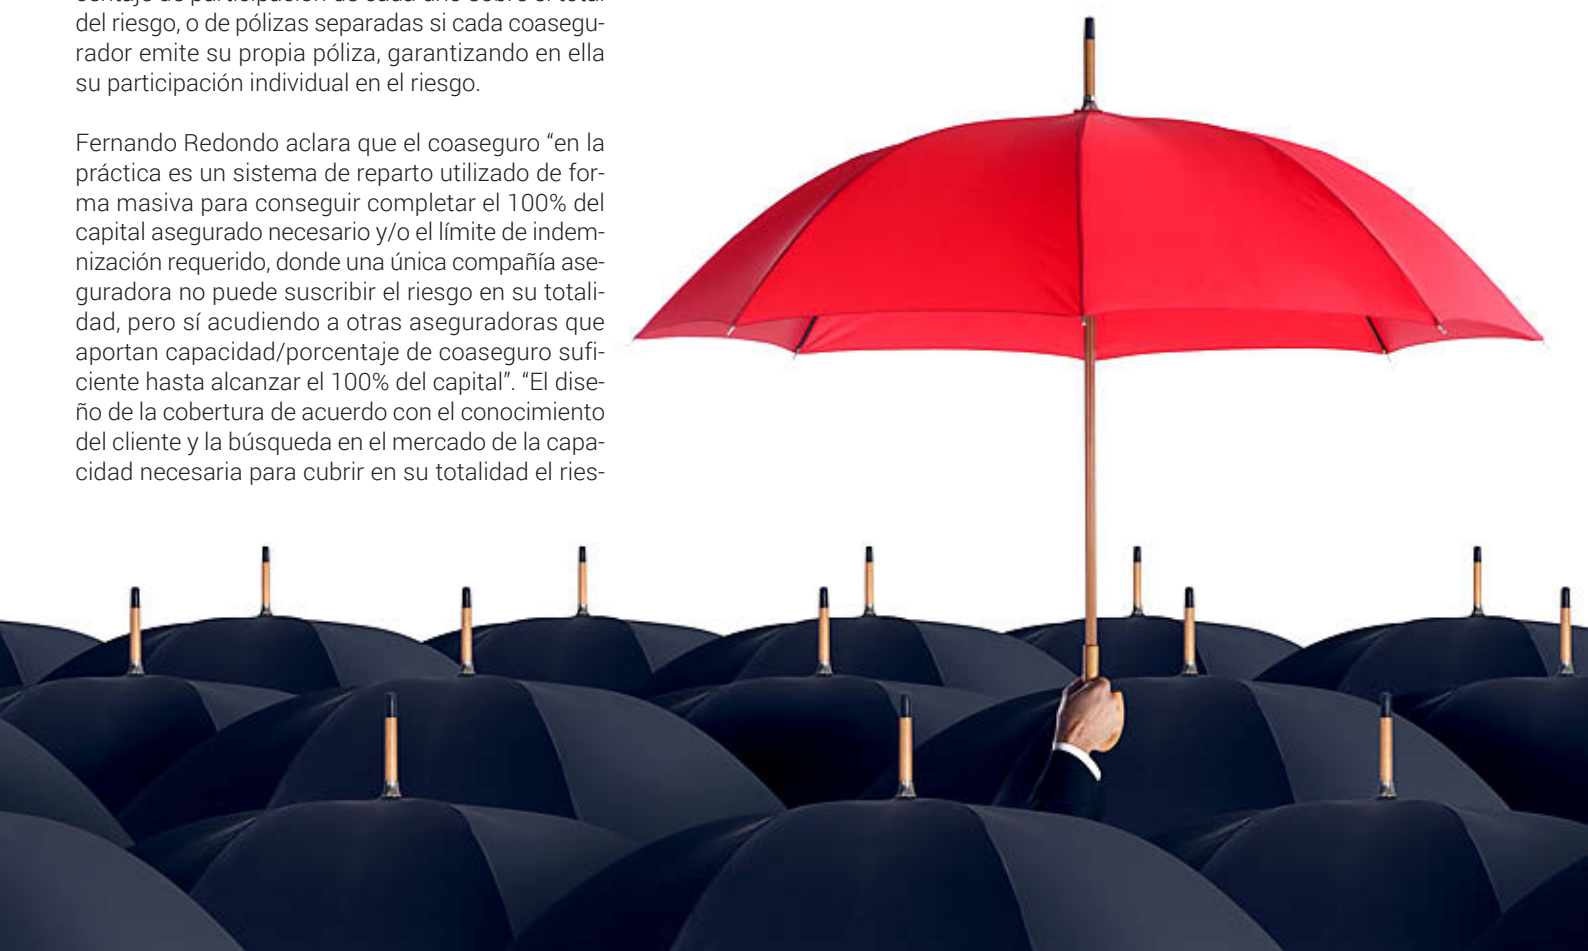 del riesgo, o de pólizas separadas si cada coasegu-
rador emite su propia póliza, garantizando en ella
su participación individual en el riesgo.
Fernando Redondo aclara que el coaseguro “en la
práctica es un sistema de reparto utilizado de for-
ma masiva para conseguir completar el 100% del
capital asegurado necesario y/o el límite de indem-
nización requerido, donde una única compañía ase-
guradora no puede suscribir el riesgo en su totali-
dad, pero sí acudiendo a otras aseguradoras que
aportan capacidad/porcentaje de coaseguro sufi-
ciente hasta alcanzar el 100% del capital”. “El dise-
ño de la cobertura de acuerdo con el conocimiento
del cliente y la búsqueda en el mercado de la capa-
cidad necesaria para cubrir en su totalidad el ries-